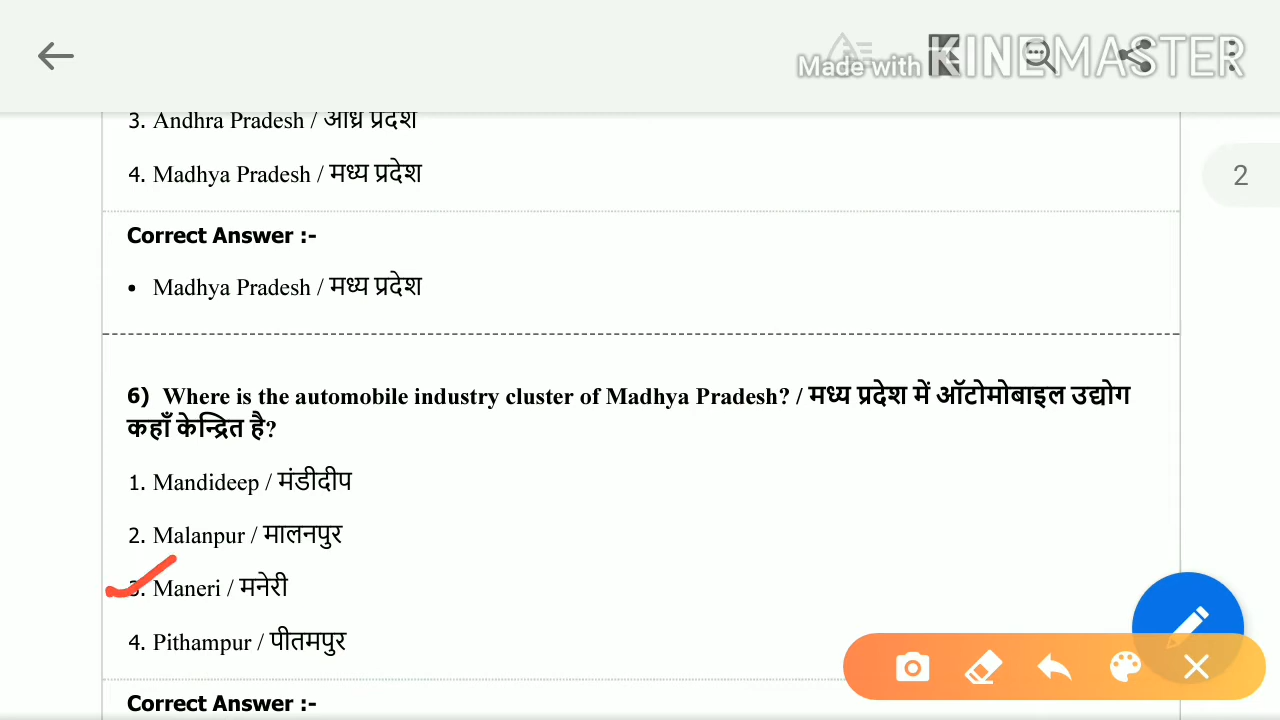 Made with KINEMASTER
3. Andhra Pradesh / आंध्र प्रदेश
4. Madhya Pradesh / मध्य प्रदेश
2
Correct Answer :-
• Madhya Pradesh / मध्य प्रदेश
6) Where is the automobile industry cluster of Madhya Pradesh? / मध्य प्रदेश में ऑटोमोबाइल उद्योग
कहाँ केन्द्रित है?
1. Mandideep / मंडीदीप
2. Malanpur / मालनपुर
3. Maneri / मनेरी
4. Pithampur / पीतमपुर
Correct Answer :-